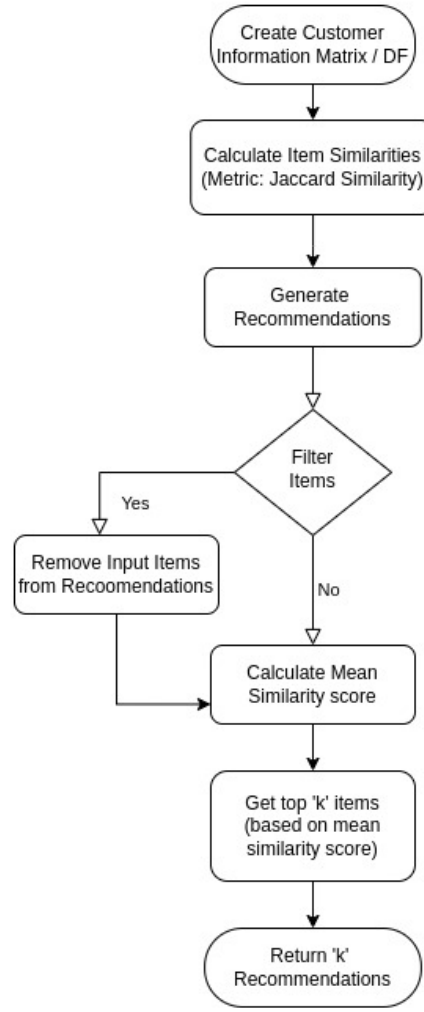 Create Customer
Information Matrix / DF
Calculate Item Similarities
(Metric: Jaccard Similarity)
Generate
Recommendations
Filter
Items
Yes
Remove Input Items
from Recoomendations
No
Calculate Mean
Similarity score
Get top 'k' items
(based on mean
similarity score)
Return 'k'
Recommendations